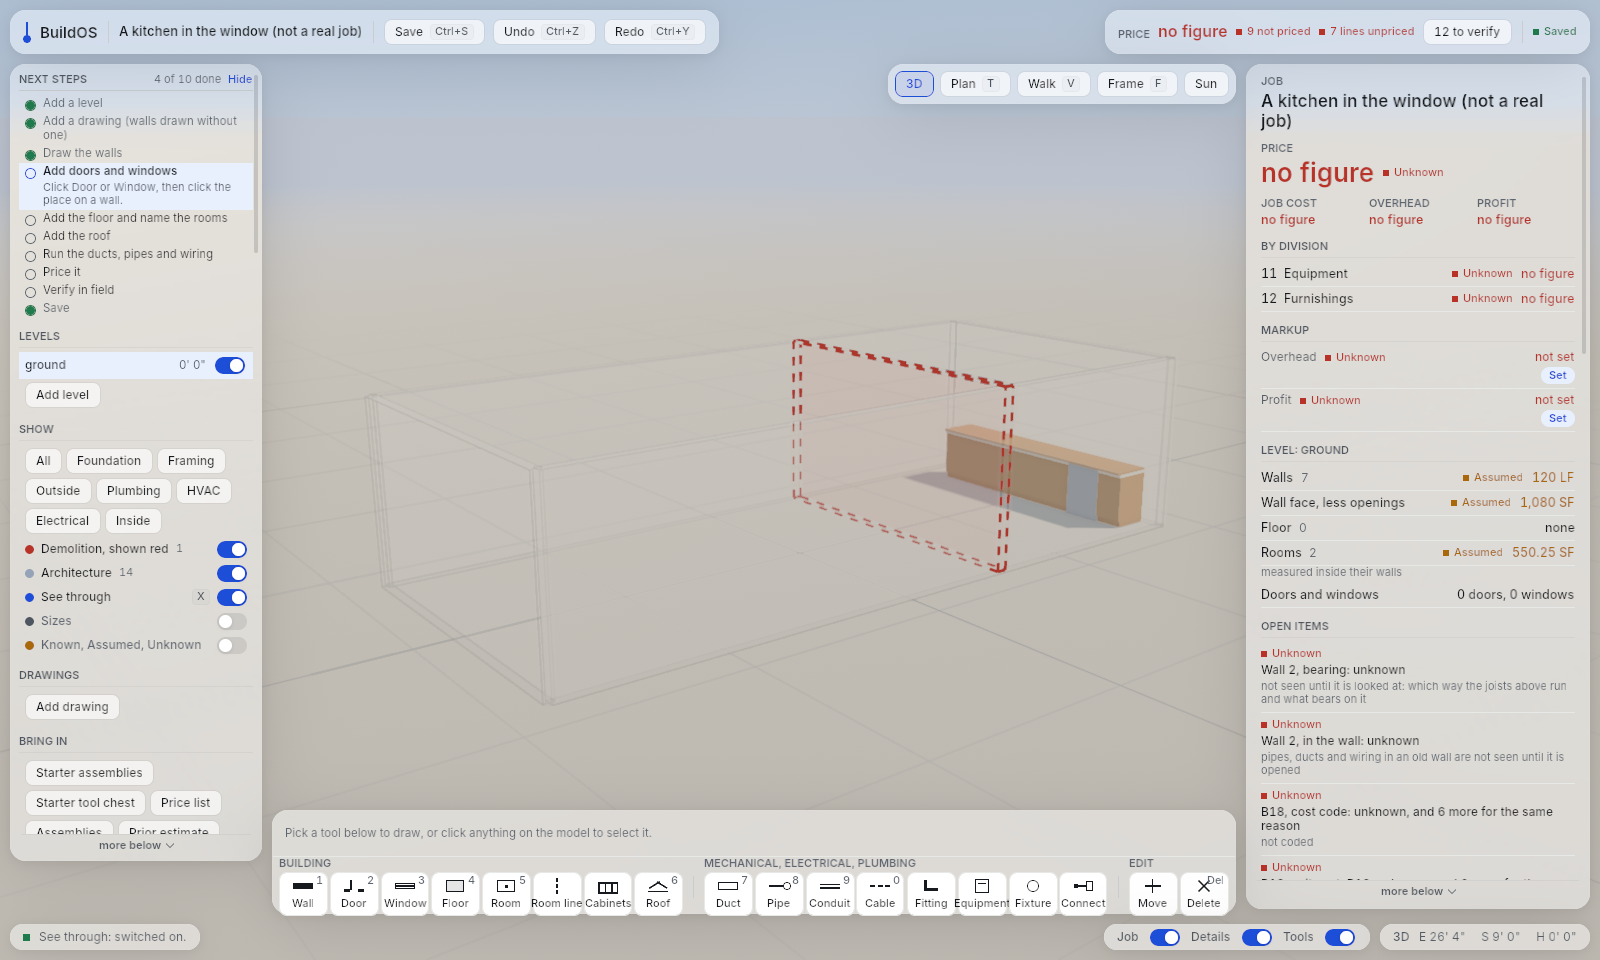 BuildOS
A kitchen in the window (not a real job)
Save Ctrl+S
Undo Ctrl+Z
Redo Ctrl+Y
PRICE no figure 9 not priced 7 lines unpriced 12 to verify Saved
NEXT STEPS 4 of 10 done Hide
Add a level
Add a drawing (walls drawn without
one)
Draw the walls
Add doors and windows
Click Door or Window, then click the
place on a wall.
Add the floor and name the rooms
Add the roof
Run the ducts, pipes and wiring
Price it
Verify in field
Save
LEVELS
ground 0' 0"
Add level
SHOW
All Foundation Framing
Outside Plumbing HVAC
Electrical Inside
Demolition, shown red 1
Architecture 14
See through X
Sizes
Known, Assumed, Unknown
DRAWINGS
Add drawing
BRING IN
Starter assemblies
Starter tool chest Price list
Assemblies Prior estimate
more below
See through: switched on.
3D Plan T Walk V Frame F Sun
Pick a tool below to draw, or click anything on the model to select it.
BUILDING
1 2 3 4 5 6
Wall Door Window Floor Room Room line Cabinets Roof
MECHANICAL, ELECTRICAL, PLUMBING
7 8 9 0
Duct Pipe Conduit Cable Fitting Equipment Fixture Connect
EDIT
Del
Move Delete
JOB
A kitchen in the window (not a real
job)
PRICE
no figure Unknown
JOB COST OVERHEAD PROFIT
no figure no figure no figure
BY DIVISION
11 Equipment Unknown no figure
12 Furnishings Unknown no figure
MARKUP
Overhead Unknown not set
Set
Profit Unknown not set
Set
LEVEL: GROUND
Walls 7 Assumed 120 LF
Wall face, less openings Assumed 1,080 SF
Floor 0 none
Rooms 2 Assumed 550.25 SF
measured inside their walls
Doors and windows 0 doors, 0 windows
OPEN ITEMS
Unknown
Wall 2, bearing: unknown
not seen until it is looked at: which way the joists above run
and what bears on it
Unknown
Wall 2, in the wall: unknown
pipes, ducts and wiring in an old wall are not seen until it is
opened
Unknown
B18, cost code: unknown, and 6 more for the same
reason
not coded
Unknown
more below
Job Details Tools
3D E 26' 4" S 9' 0" H 0' 0"